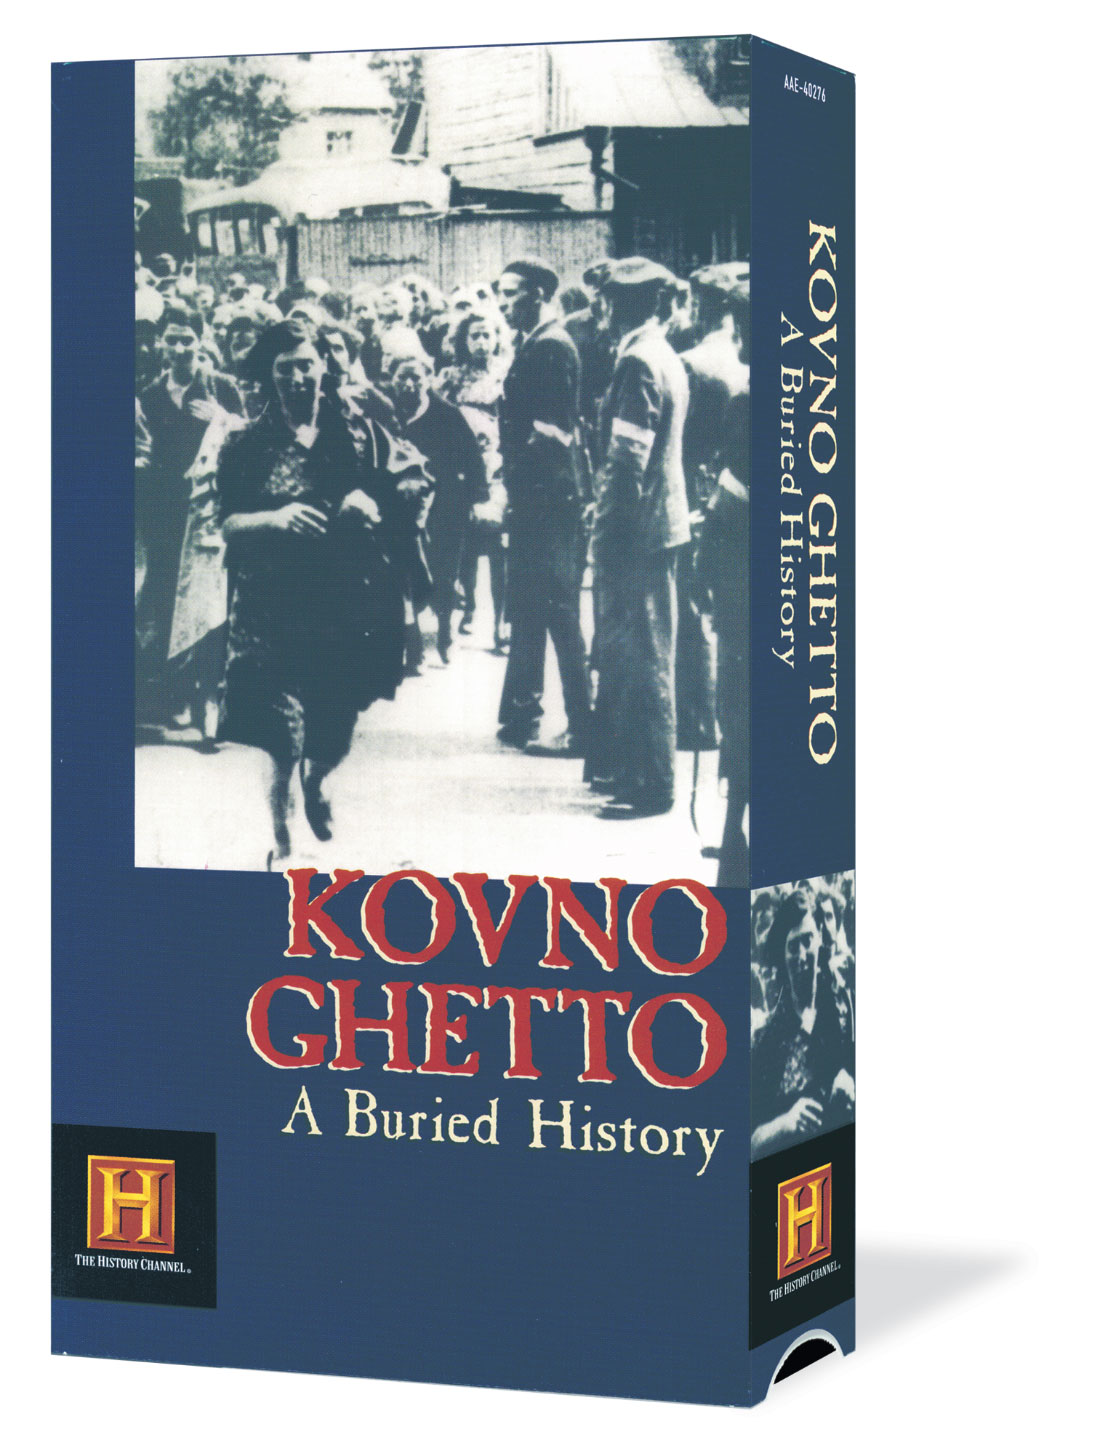 KOVNO
GHETTO
A Buried History
THE HISTORY CHANNEL®
AAE-40276
KOVNO GHETTO
A Buried History
THE HISTORY CHANNEL®